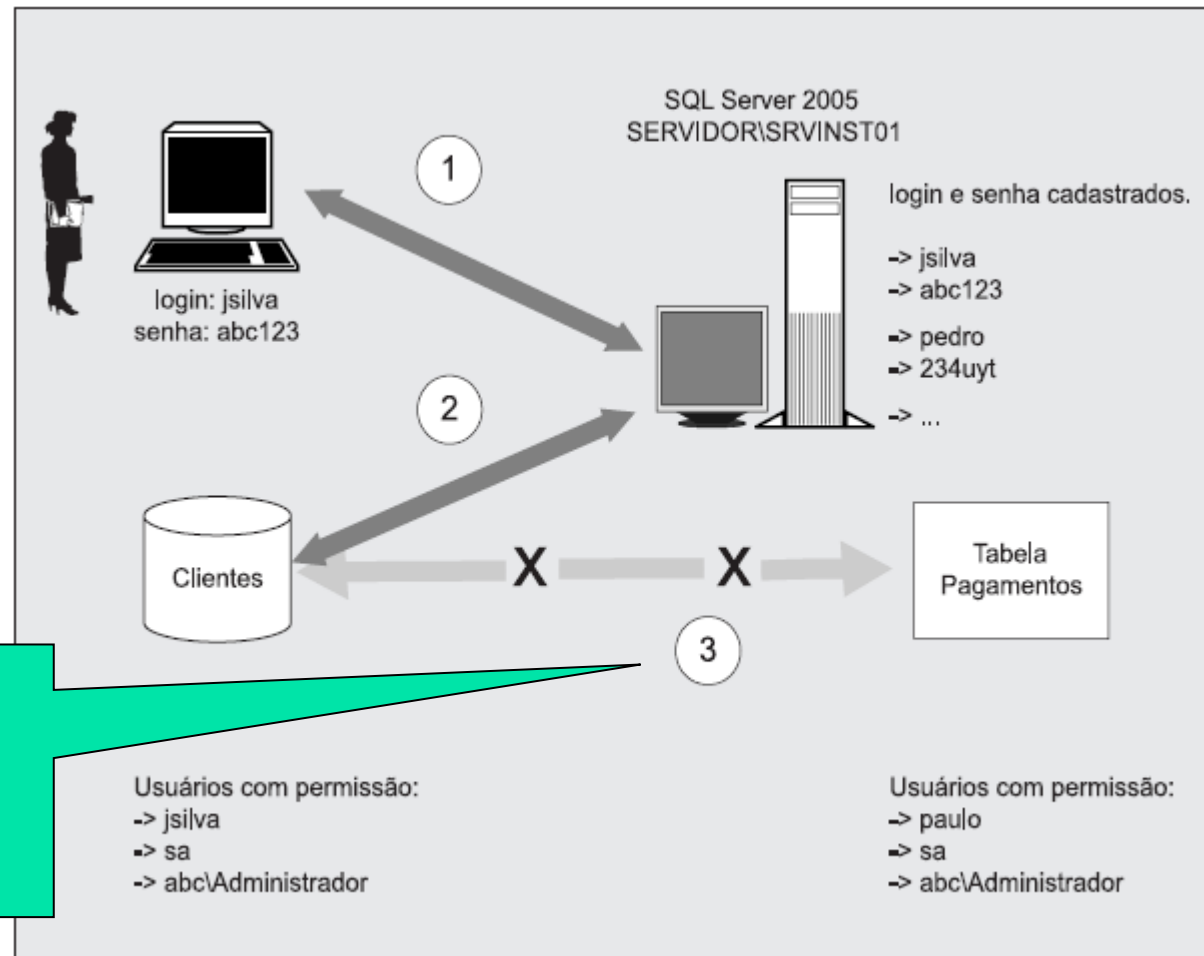 SQL Server 2005
SERVIDOR\SRVINST01
1
login e senha cadastrados.
-> jsilva
-> abc123
-> pedro
-> 234uyt
-> ...
login: jsilva
senha: abc123
2
Clientes
X
X
Tabela
Pagamentos
3
Usuários com permissão:
-> jsilva
-> sa
-> abc\Administrador
Usuários com permissão:
-> paulo
-> sa
-> abc\Administrador